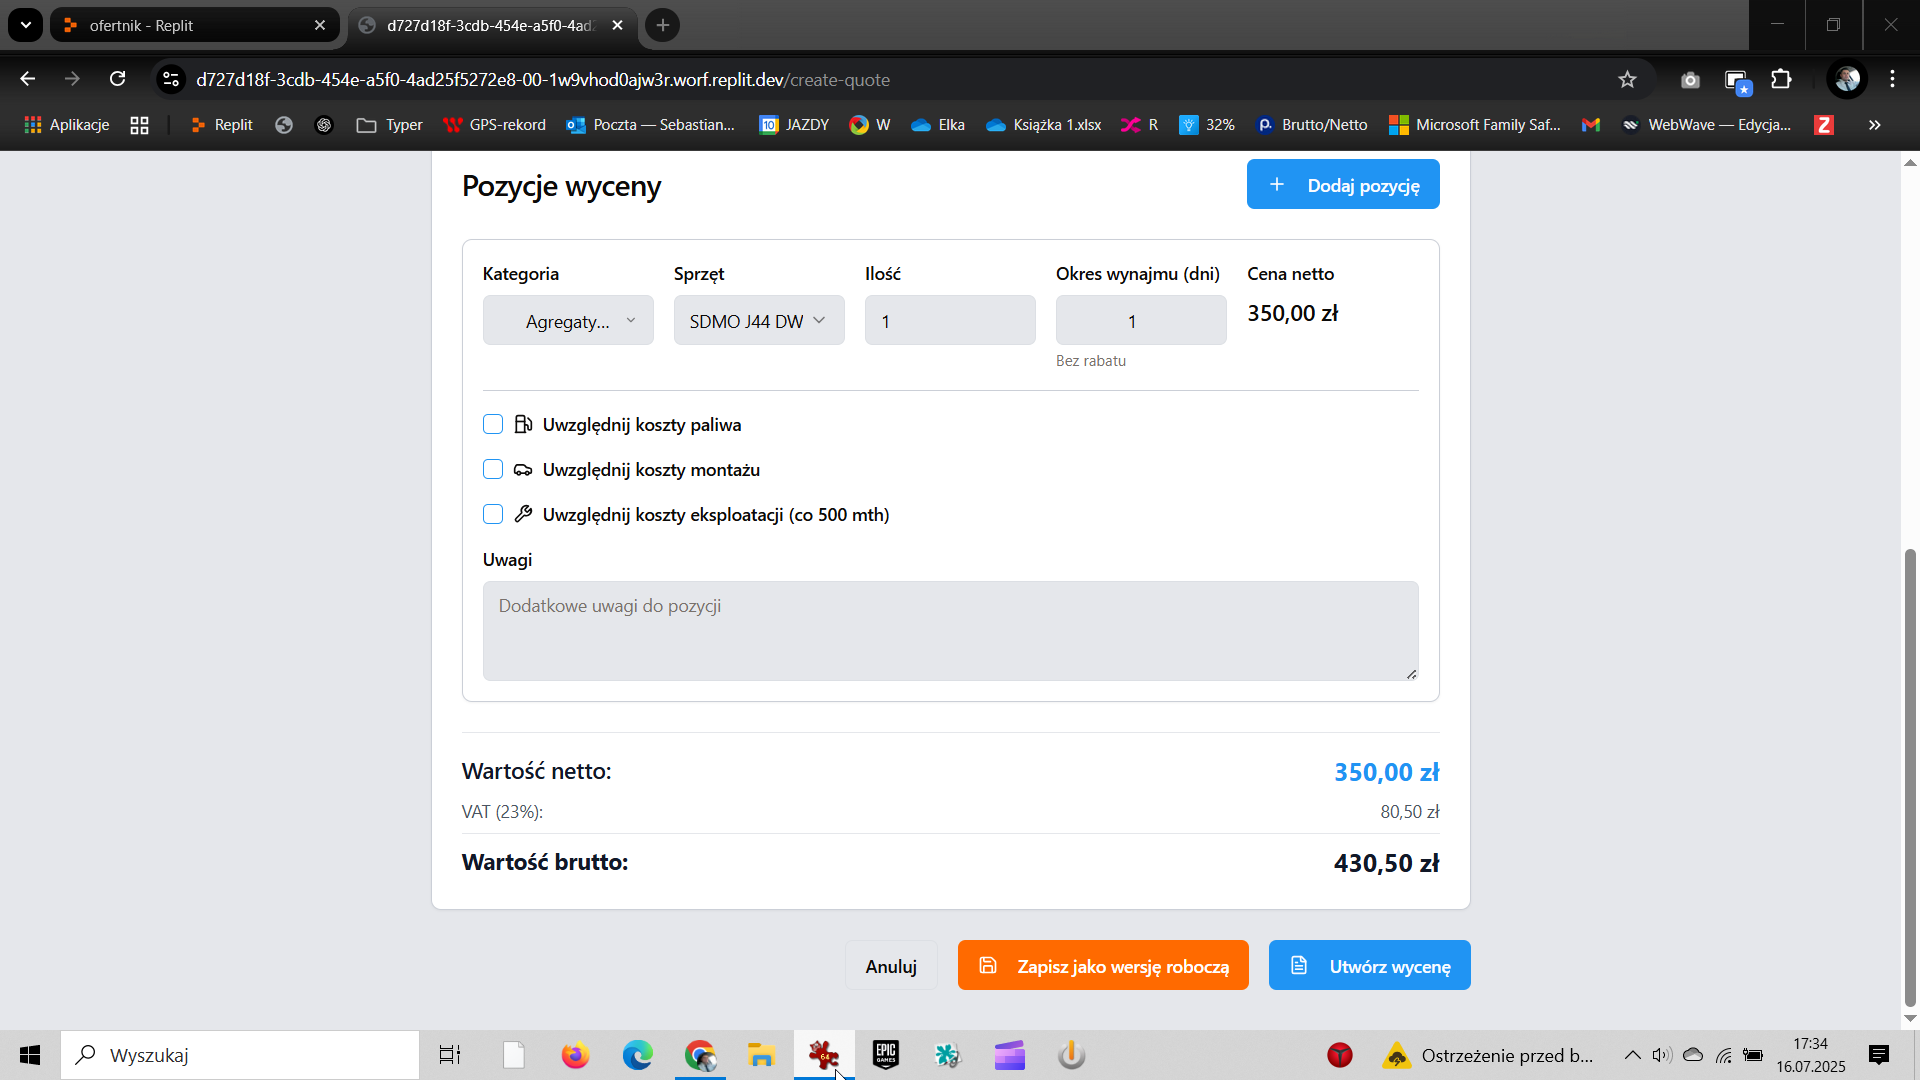 ofertnik - Replit
d727d18f-3cdb-454e-a5f0-4ad2
d727d18f-3cdb-454e-a5f0-4ad25f5272e8-00-1w9vhod0ajw3r.worf.replit.dev/create-quote
Aplikacje
Replit
Typer
GPS-rekord
Poczta — Sebastian...
10
JAZDY
W
Elka
Książka 1.xlsx
R
32%
Brutto/Netto
Microsoft Family Saf...
WebWave — Edycja...
Z
»
Pozycje wyceny
+ Dodaj pozycję
Kategoria
Sprzęt
Ilość
Okres wynajmu (dni)
Cena netto
Agregaty...
SDMO J44 DW
1
1
350,00 zł
Bez rabatu
Uwzględnij koszty paliwa
Uwzględnij koszty montażu
Uwzględnij koszty eksploatacji (co 500 mth)
Uwagi
Dodatkowe uwagi do pozycji
Wartość netto:
350,00 zł
VAT (23%):
80,50 zł
Wartość brutto:
430,50 zł
Anuluj
Zapisz jako wersję roboczą
Utwórz wycenę
Wyszukaj
64
EPIC
GAMES
Ostrzeżenie przed b...
17:34
16.07.2025